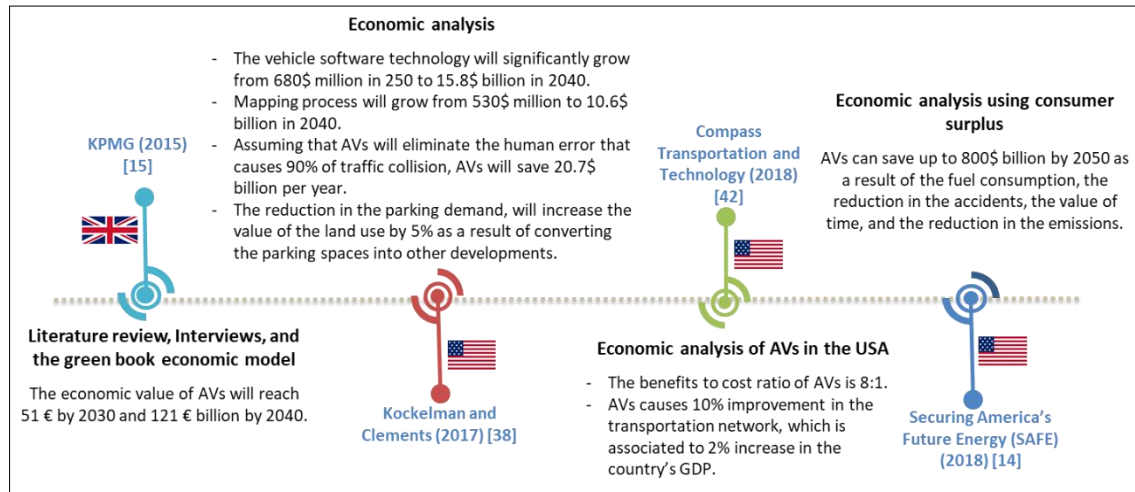 Economic analysis
- The vehicle software technology will significantly grow
from 680$ million in 250 to 15.8$ billion in 2040.
- Mapping process will grow from 530$ million to 10.6$
billion in 2040.
- Assuming that AVs will eliminate the human error that
causes 90% of traffic collision, AVs will save 20.7$
billion per year.
- The reduction in the parking demand, will increase the
value of the land use by 5% as a result of converting
the parking spaces into other developments.
KPMG (2015)
[15]
Compass
Transportation and
Technology (2018)
[42]
Economic analysis using consumer
surplus
AVs can save up to 800$ billion by 2050 as
a result of the fuel consumption, the
reduction in the accidents, the value of
time, and the reduction in the emissions.
Literature review, Interviews, and
the green book economic model
The economic value of AVs will reach
51 € by 2030 and 121 € billion by 2040.
Kockelman and
Clements (2017) [38]
Economic analysis of AVs in the USA
- The benefits to cost ratio of AVs is 8:1.
- AVs causes 10% improvement in the
transportation network, which is
associated to 2% increase in the
country's GDP.
Securing America's
Future Energy (SAFE)
(2018) [14]